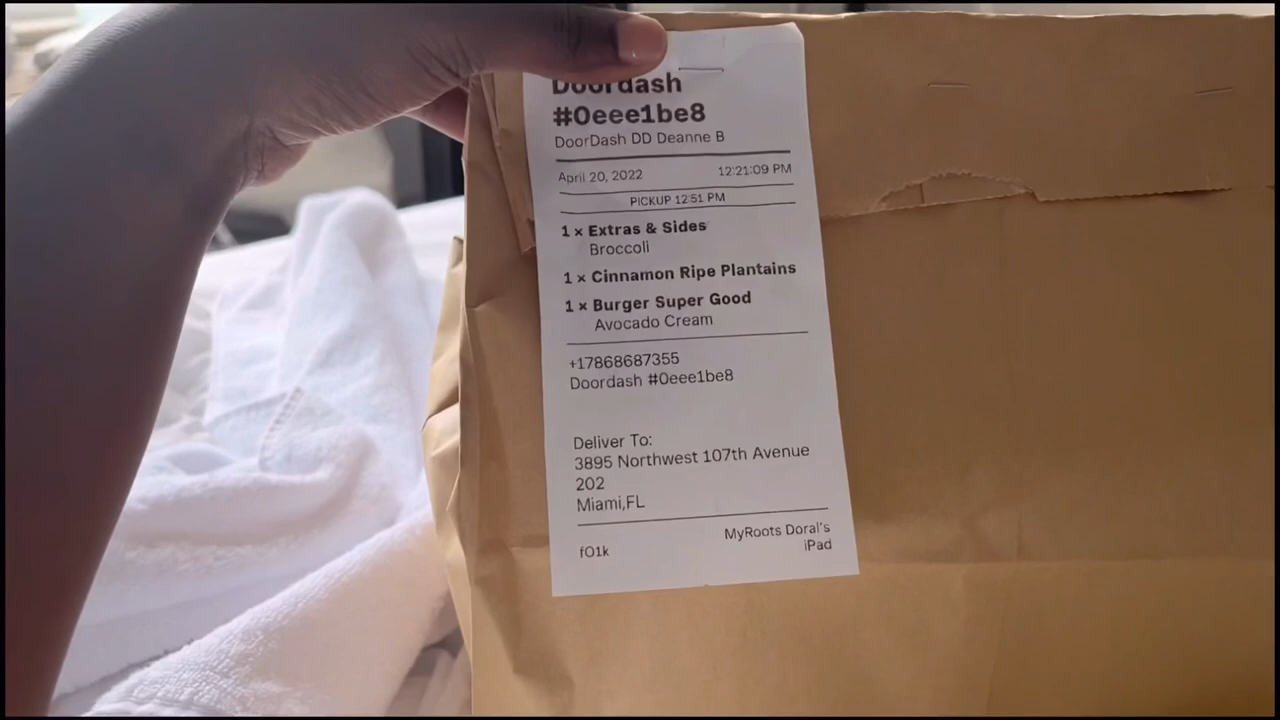 Doordash
#0eee1be8
DoorDash DD Deanne B
April 20, 2022 12:21:09 PM
PICKUP 12:51 PM
1 × Extras & Sides
Broccoli
1 × Cinnamon Ripe Plantains
1 × Burger Super Good
Avocado Cream
+17868687355
Doordash #0eee1be8
Deliver To:
3895 Northwest 107th Avenue
202
Miami,FL
MyRoots Doral's
fO1k iPad